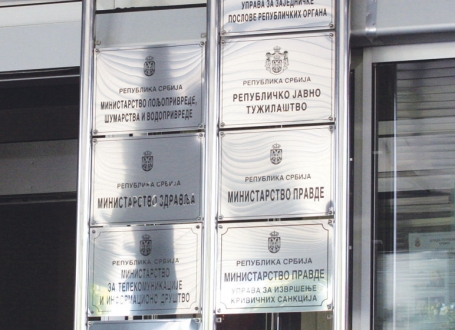 УПРАВА ЗА ЗАЈЕДНИЧКЕ
ПОСЛОВЕ РЕПУБЛИЧКИХ ОРГАНА
РЕПУБЛИКА СРБИЈА
МИНИСТАРСТВО ПОЉОПРИВРЕДЕ,
ШУМАРСТВА И ВОДОПРИВРЕДЕ
РЕПУБЛИКА СРБИЈА
РЕПУБЛИЧКО ЈАВНО
ТУЖИЛАШТВО
РЕПУБЛИКА СРБИЈА
МИНИСТАРСТВО ЗДРАВЉА
РЕПУБЛИКА СРБИЈА
МИНИСТАРСТВО ПРАВДЕ
РЕПУБЛИКА СРБИЈА
МИНИСТАРСТВО
ЗА ТЕЛЕКОМУНИКАЦИЈЕ
И ИНФОРМАЦИОНО ДРУШТВО
РЕПУБЛИКА СРБИЈА
МИНИСТАРСТВО ПРАВДЕ
УПРАВА ЗА ИЗВРШЕЊЕ
КРИВИЧНИХ САНКЦИЈА